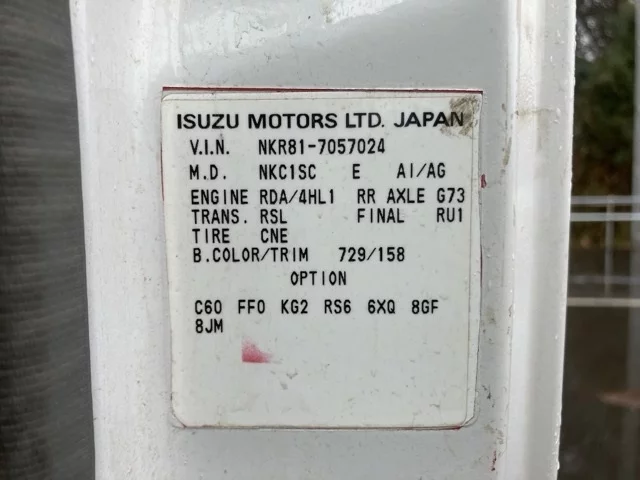 ISUZU MOTORS LTD. JAPAN
V.I.N. NKR81-7057024
M.D. NKC1SC E AI/AG
ENGINE RDA/4HL1 RR AXLE G73
TRANS. RSL FINAL RU1
TIRE CNE
B.COLOR/TRIM 729/158
OPTION
C60 FF0 KG2 RS6 6XQ 8GF
8JM